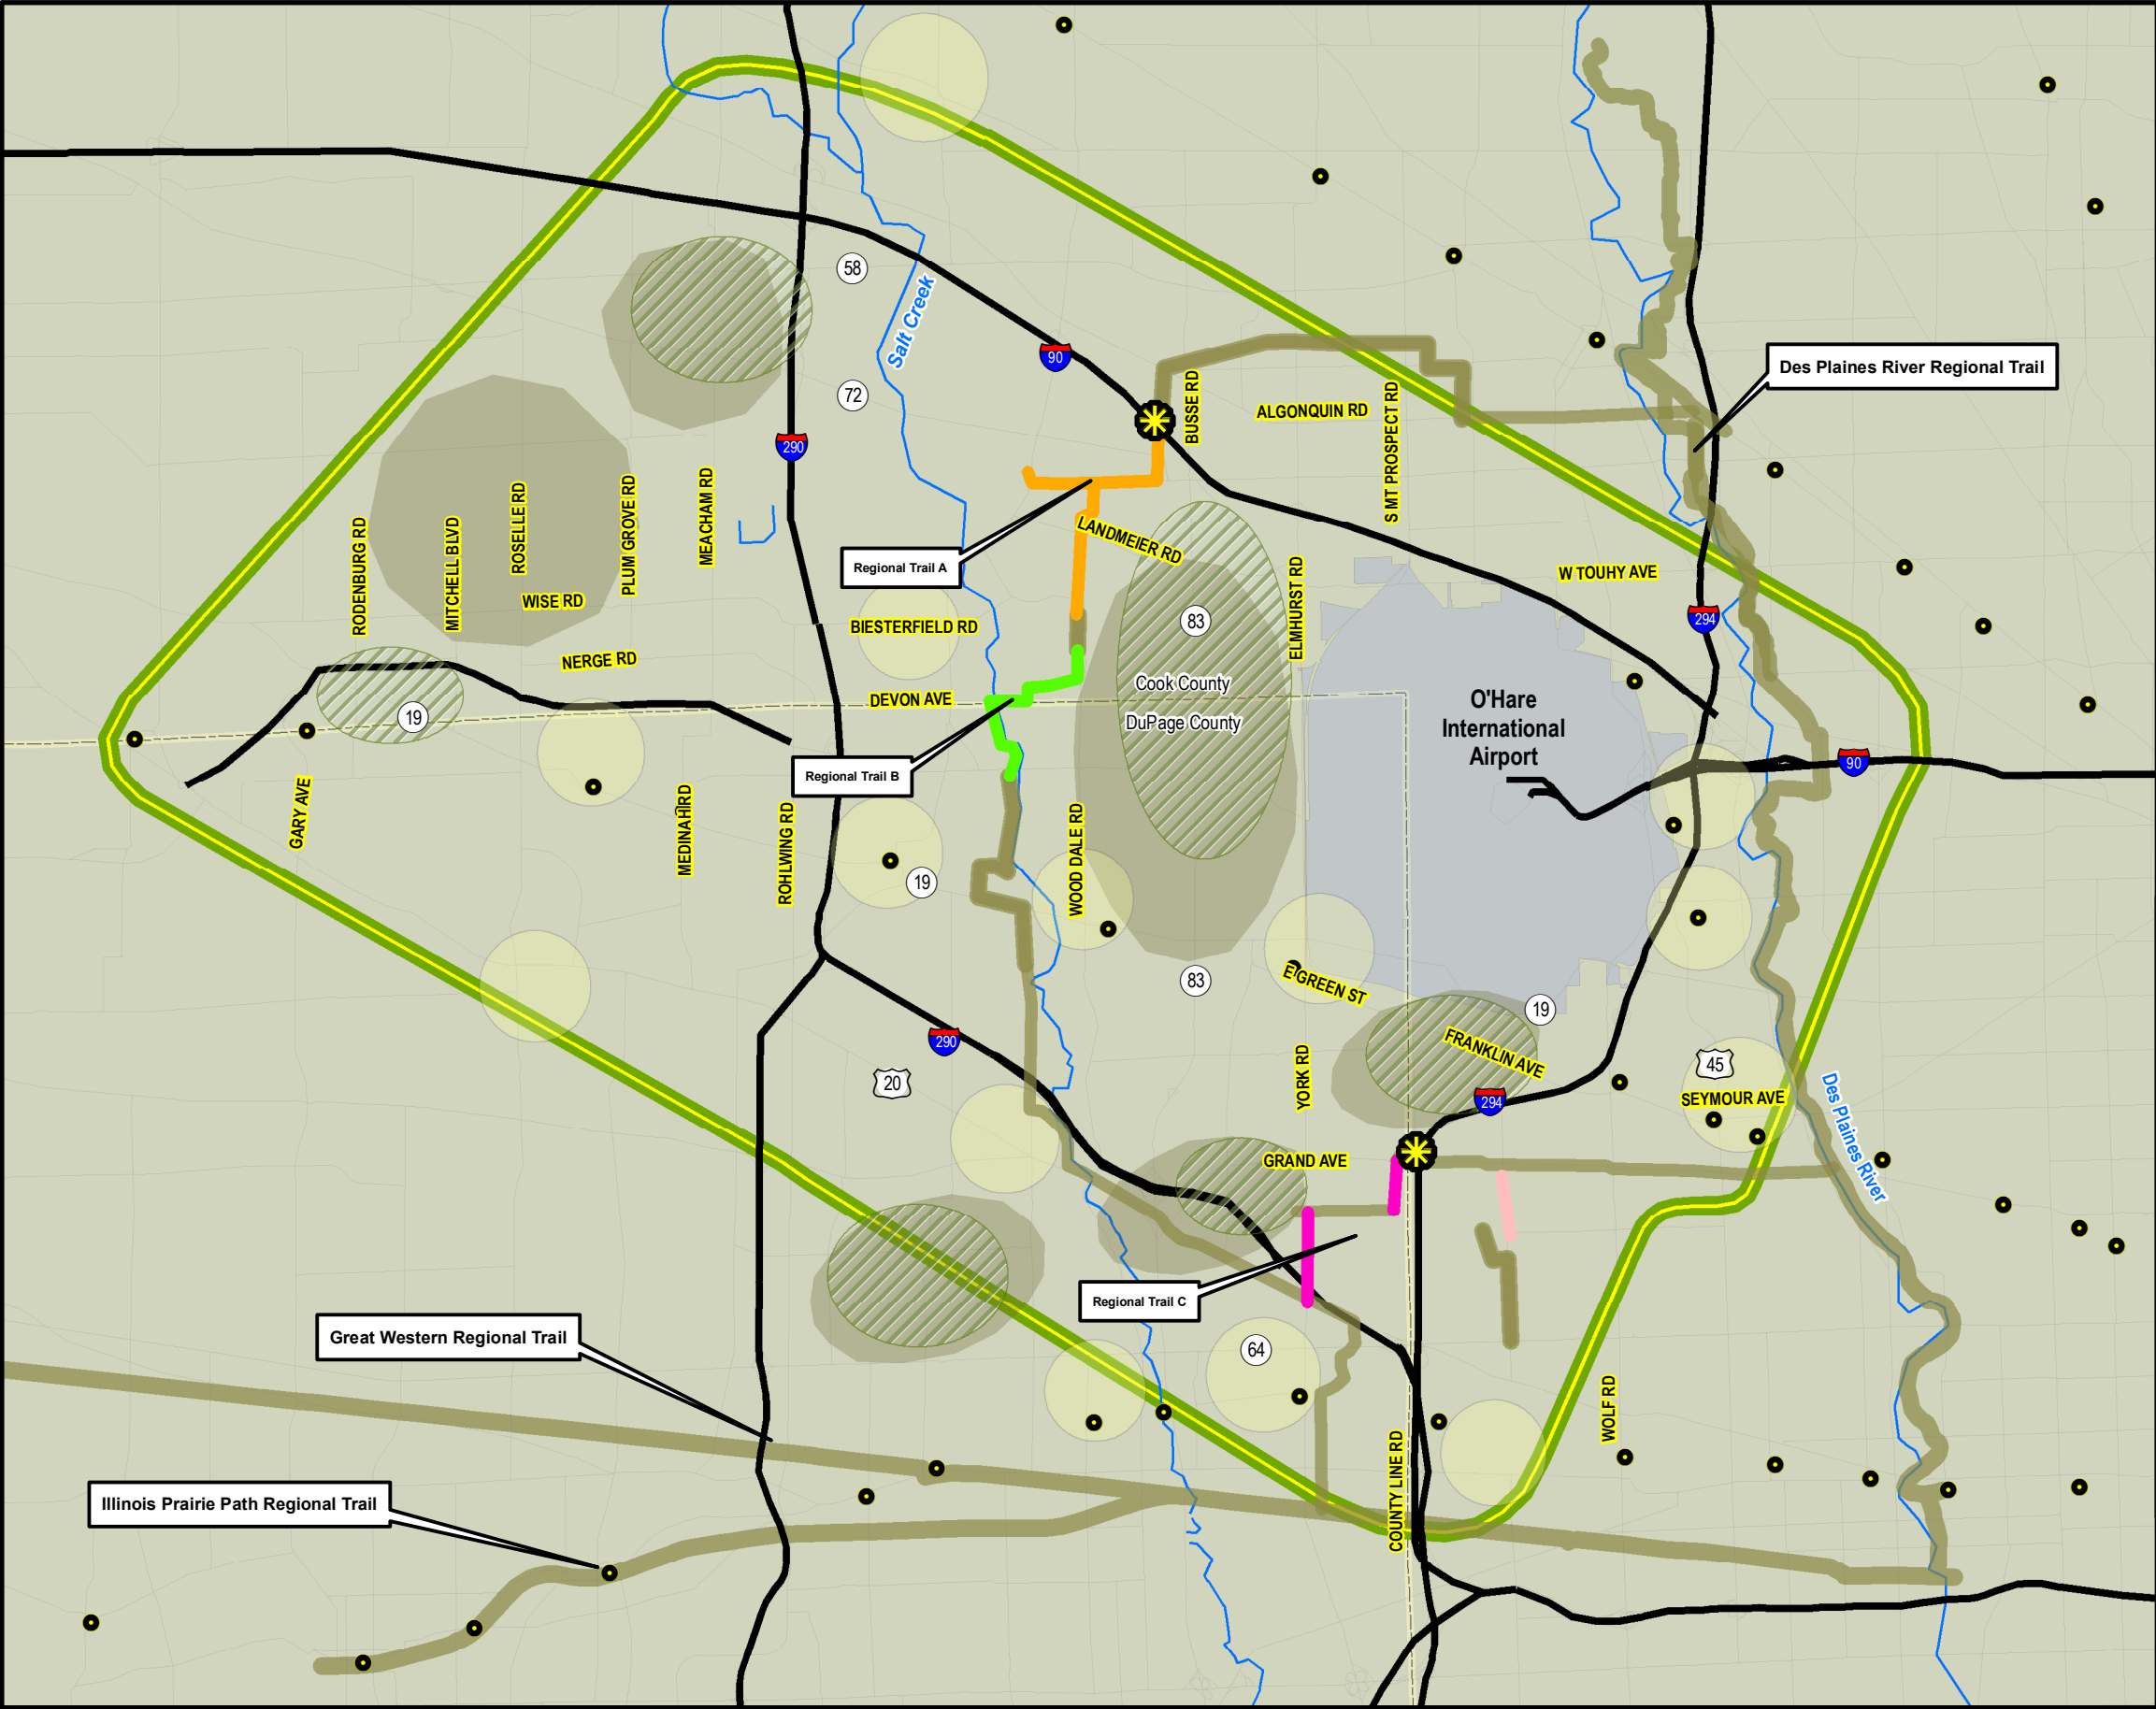 58
Salt Creek
90
Des Plaines River Regional Trail
72
BUSSE RD
ALGONQUIN RD
S MT PROSPECT RD
290
MEACHAM RD
PLUM GROVE RD
ROSELLE RD
MITCHELL BLVD
RODENBURG RD
LANDMEIER RD
Regional Trail A
ELMHURST RD
W TOUHY AVE
WISE RD
BIESTERFIELD RD
83
294
NERGE RD
Cook County
DEVON AVE
19
DuPage County
O'Hare
International
Airport
90
Regional Trail B
GARY AVE
MEDINAH RD
ROHLWING RD
WOOD DALE RD
19
83
E GREEN ST
19
290
FRANKLIN AVE
20
YORK RD
45
294
SEYMOUR AVE
Des Plaines River
GRAND AVE
Regional Trail C
Great Western Regional Trail
64
WOLF RD
COUNTY LINE RD
Illinois Prairie Path Regional Trail